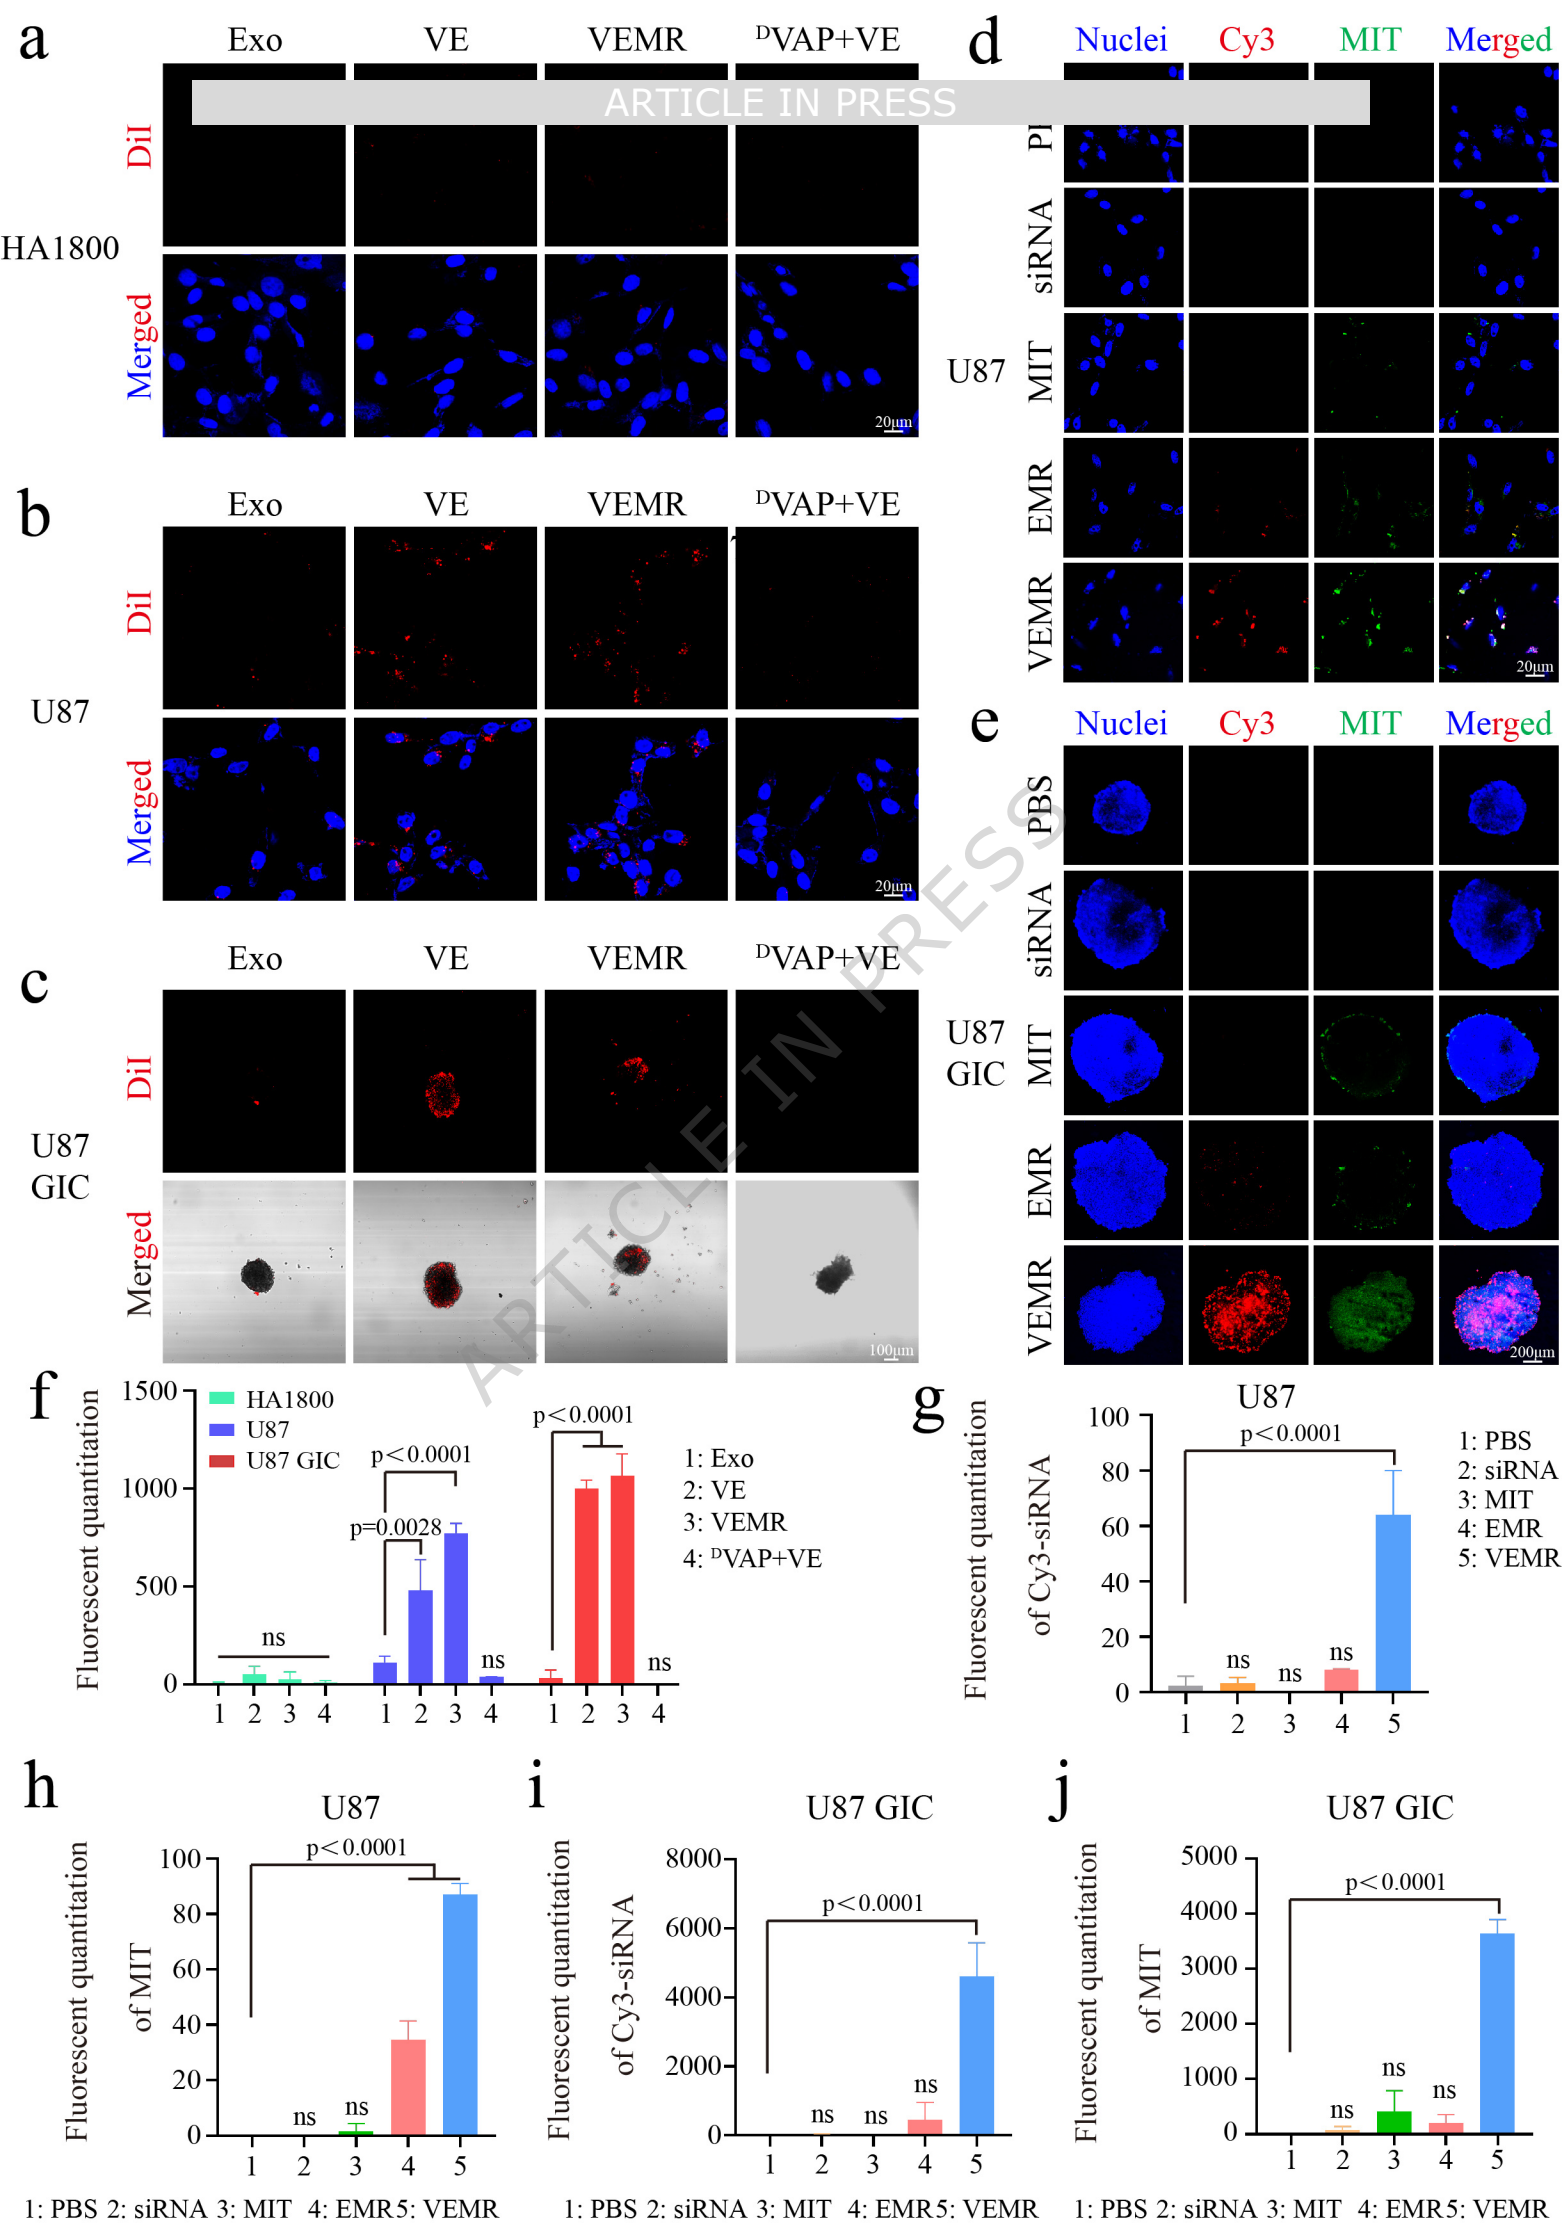 a
Exo VE VEMR DVAP+VE
ARTICLE IN PRESS
DiI
HA1800
Merged
20μm
b
Exo VE VEMR DVAP+VE
DiI
U87
Merged
20μm
c
Exo VE VEMR DVAP+VE
DiI
U87
GIC
Merged
100μm
d
Nuclei Cy3 MIT Merged
siRNA
U87
MIT
EMR
VEMR
20μm
e
Nuclei Cy3 MIT Merged
PBS
siRNA
U87
GIC
MIT
EMR
VEMR
200μm
ARTICLE IN PRESS
f
Fluorescent quantitation
1500
1000
500
0
HA1800
U87
U87 GIC
ns
p<0.0001
p=0.0028
ns
p<0.0001
ns
1 2 3 4 1 2 3 4 1 2 3 4
1: Exo
2: VE
3: VEMR
4: DVAP+VE
g
U87
Fluorescent quantitation
of Cy3-siRNA
100
80
60
40
20
0
p<0.0001
ns ns ns
1 2 3 4 5
1: PBS
2: siRNA
3: MIT
4: EMR
5: VEMR
h
U87
Fluorescent quantitation
of MIT
100
80
60
40
20
0
p<0.0001
ns ns
1 2 3 4 5
1: PBS 2: siRNA 3: MIT 4: EMR5: VEMR
i
U87 GIC
Fluorescent quantitation
of Cy3-siRNA
8000
6000
4000
2000
0
p<0.0001
ns ns ns
1 2 3 4 5
1: PBS 2: siRNA 3: MIT 4: EMR5: VEMR
j
U87 GIC
Fluorescent quantitation
of MIT
5000
4000
3000
2000
1000
0
p<0.0001
ns ns ns
1 2 3 4 5
1: PBS 2: siRNA 3: MIT 4: EMR5: VEMR